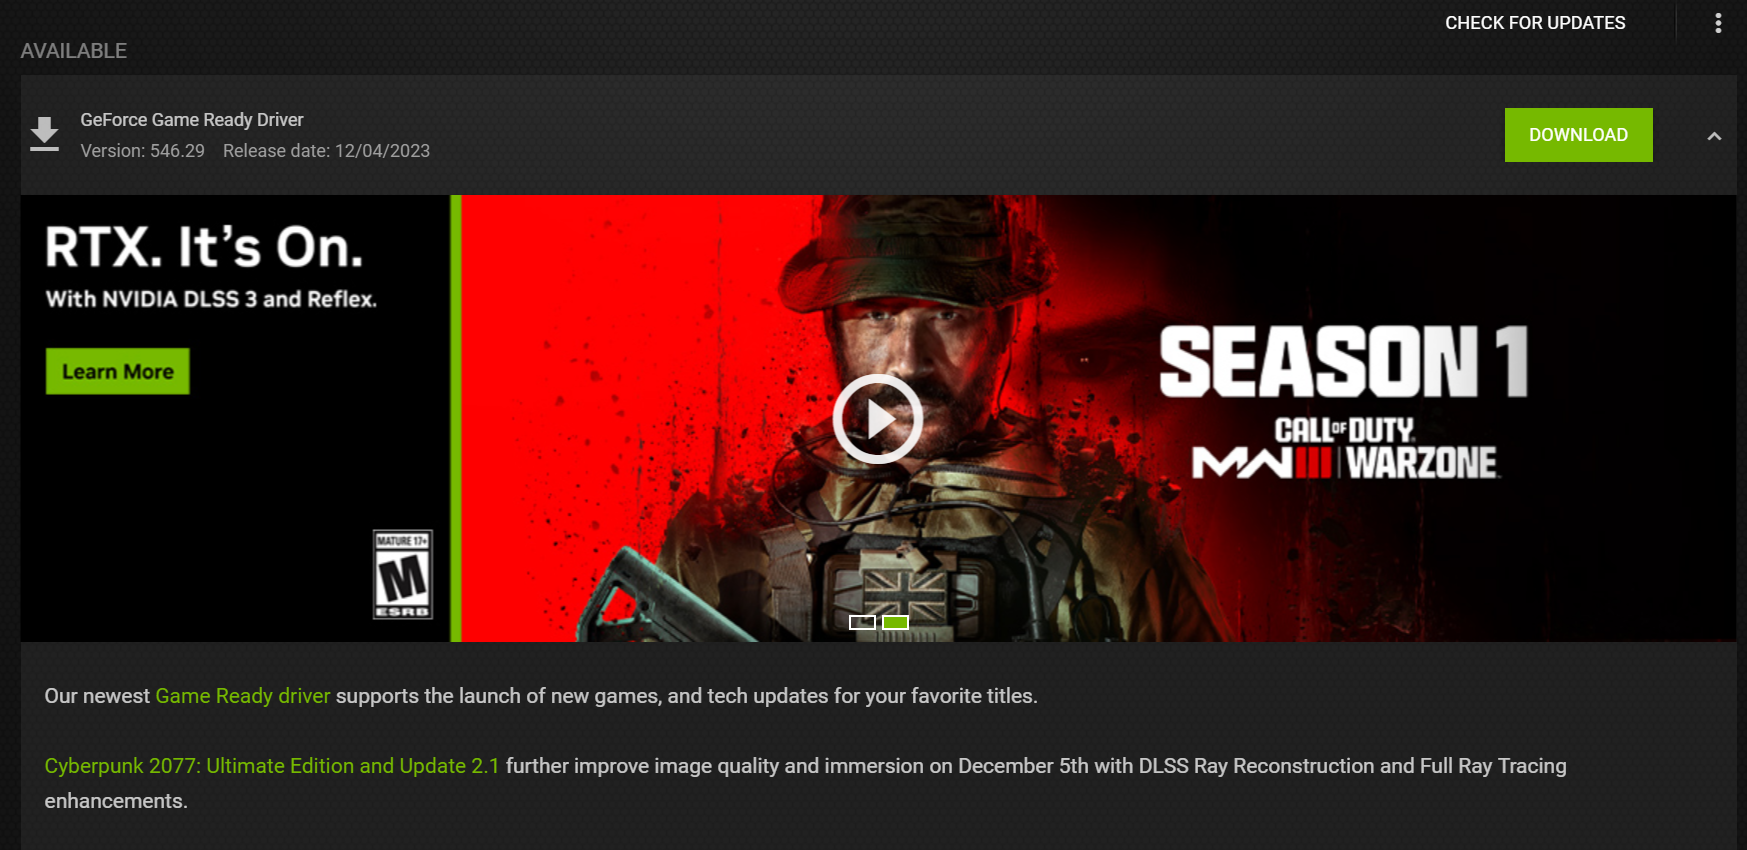 CHECK FOR UPDATES
AVAILABLE
GeForce Game Ready Driver
Version: 546.29 Release date: 12/04/2023
DOWNLOAD
RTX. It's On.
With NVIDIA DLSS 3 and Reflex.
Learn More
MATURE 17+
M
ESRB
SEASON 1
CALL OF DUTY
MWIII | WARZONE
Our newest Game Ready driver supports the launch of new games, and tech updates for your favorite titles.
Cyberpunk 2077: Ultimate Edition and Update 2.1 further improve image quality and immersion on December 5th with DLSS Ray Reconstruction and Full Ray Tracing
enhancements.